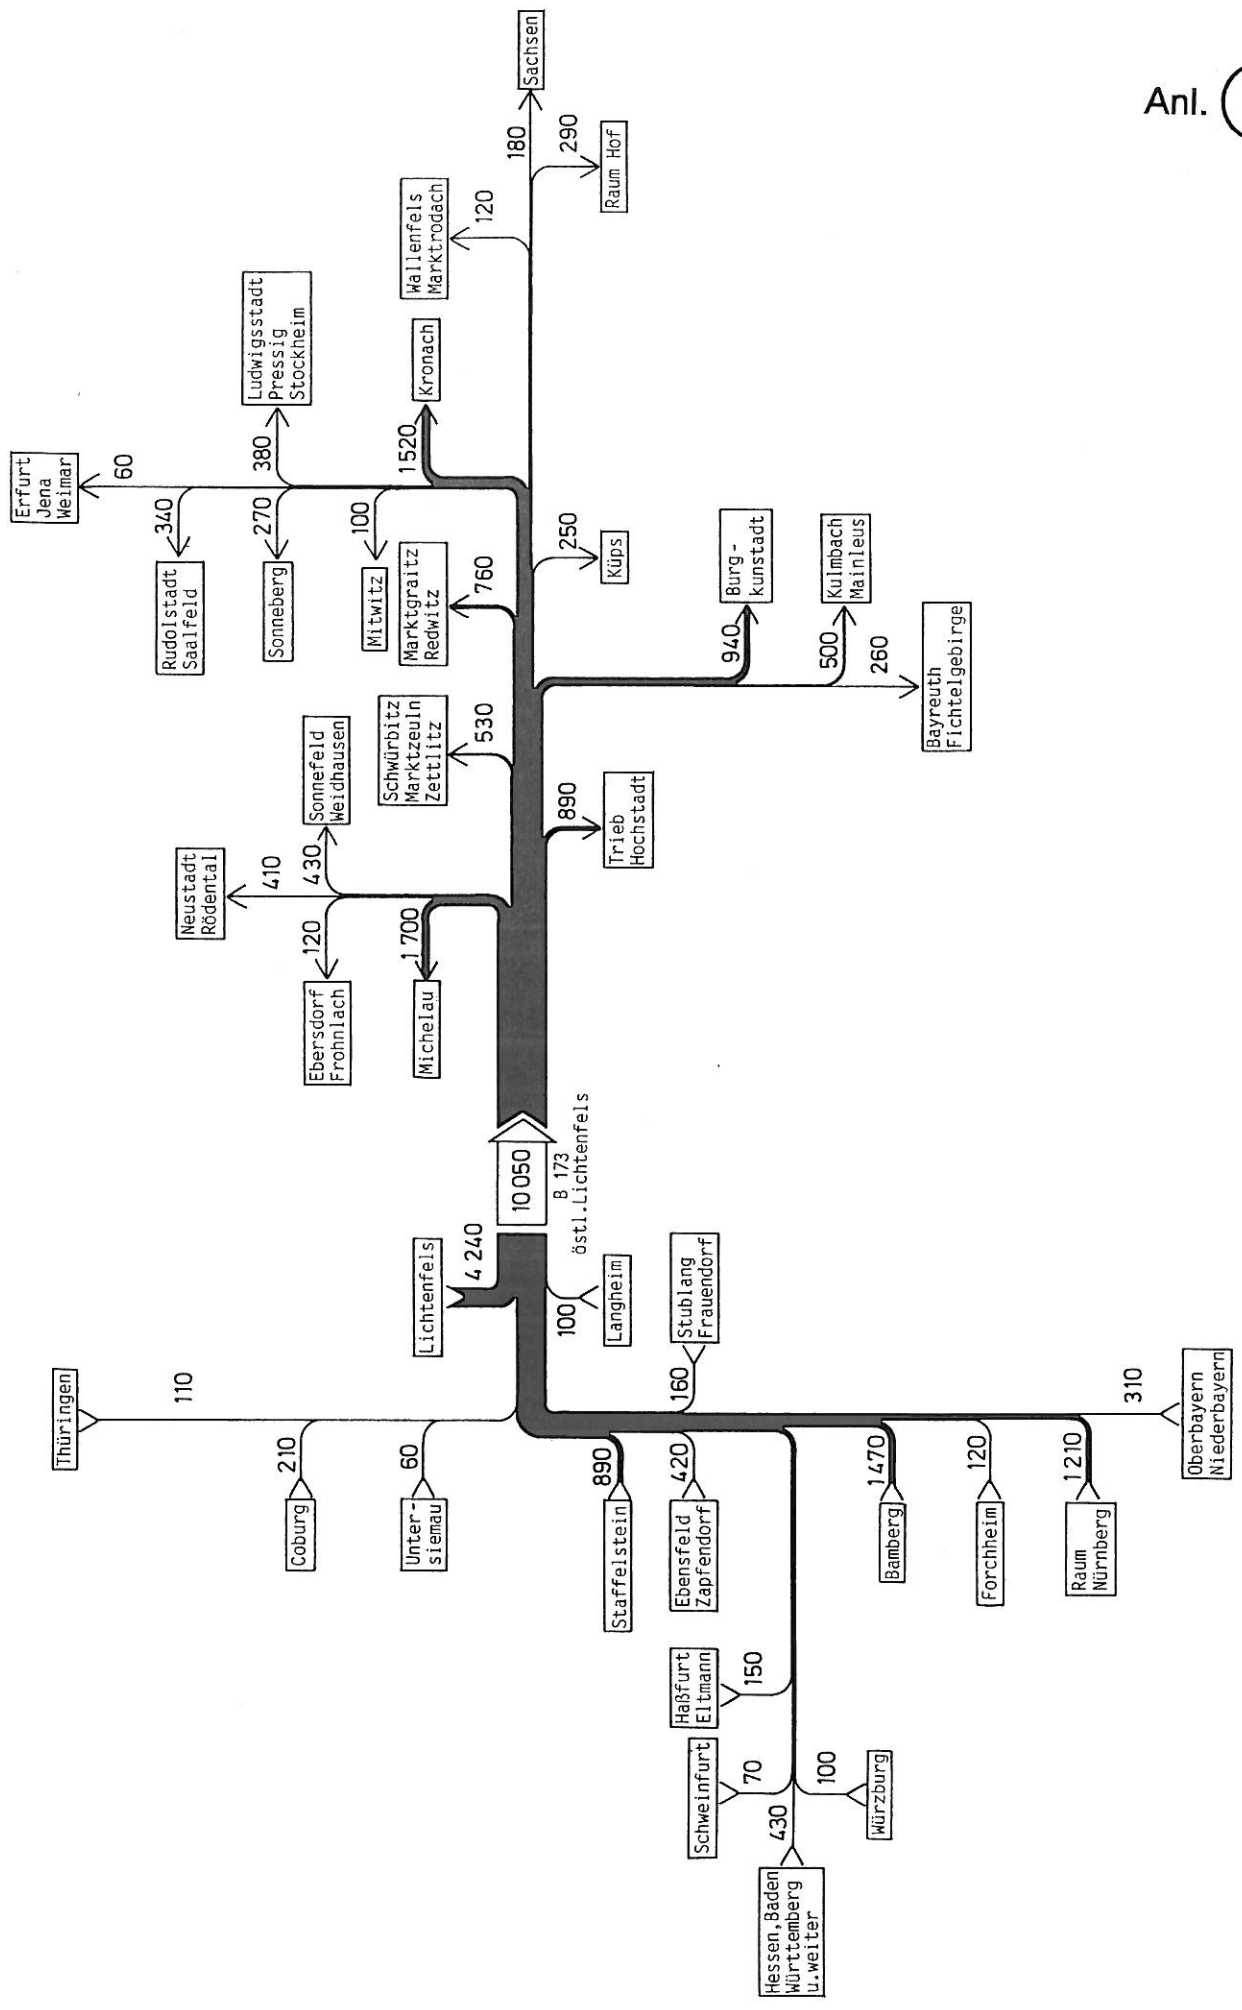 Anl.
Erfurt
Jena
Weimar
60
Rudolstadt
Saalfeld
340
Ludwigsstadt
Pressig
Stockheim
380
Sonneberg
270
Mitwitz
100
Kronach
1520
Wallenfels
Marktrodach
120
Sachsen
180
Raum Hof
290
Marktgraitz
Redwitz
760
Küps
250
Burg-
kunstadt
940
Kulmbach
Mainleus
500
Bayreuth
Fichtelgebirge
260
Schwürbitz
Marktzeuln
Zettlitz
530
Trieb
Hochstadt
890
Neustadt
Rödental
410
Sonnefeld
Weidhausen
430
Ebersdorf
Frohnlach
120
Michelau
1700
10 050
B 173
östl.Lichtenfels
Lichtenfels
4 240
Langheim
100
Thüringen
110
Coburg
210
Unter-
siemau
60
Staffelstein
890
Stublang
Frauendorf
160
Ebensfeld
Zapfendorf
420
Bamberg
1 470
Forchheim
120
Raum
Nürnberg
1 210
Oberbayern
Niederbayern
310
Haßfurt
Eltmann
150
Schweinfurt
70
Würzburg
100
Hessen,Baden
Württemberg
u.weiter
430